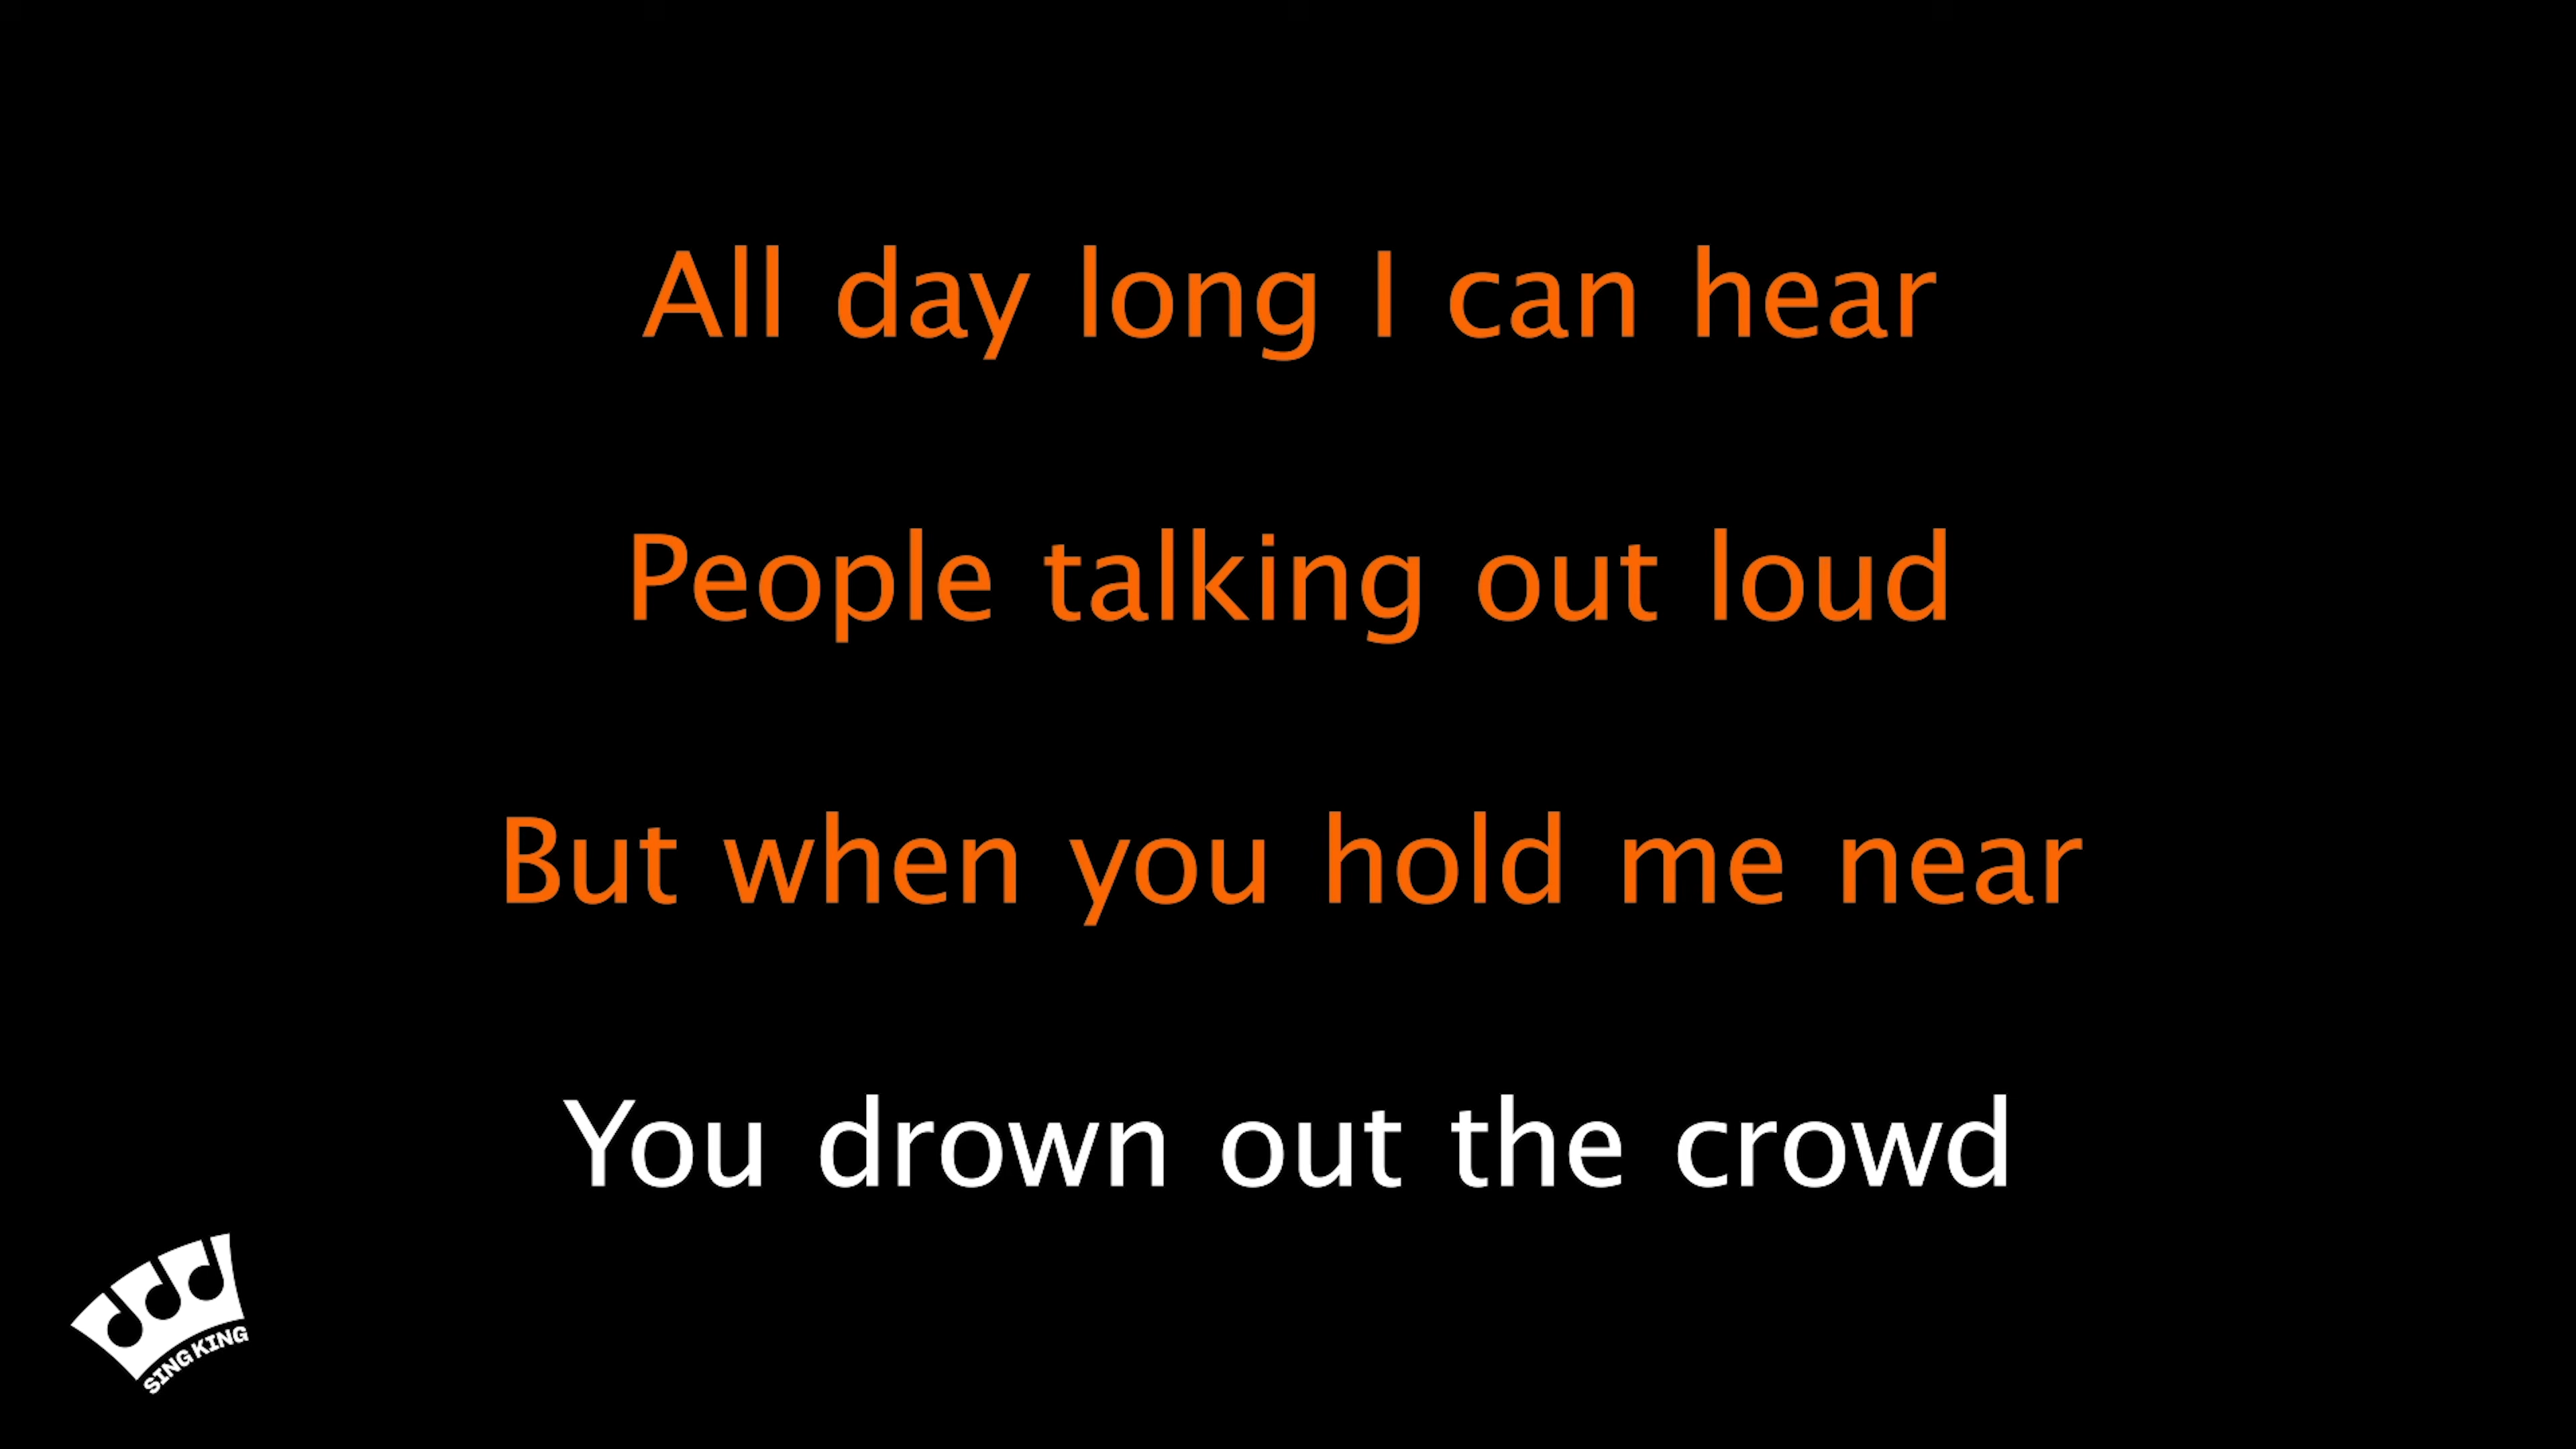 All day long I can hear
People talking out loud
But when you hold me near
You drown out the crowd
SING KING